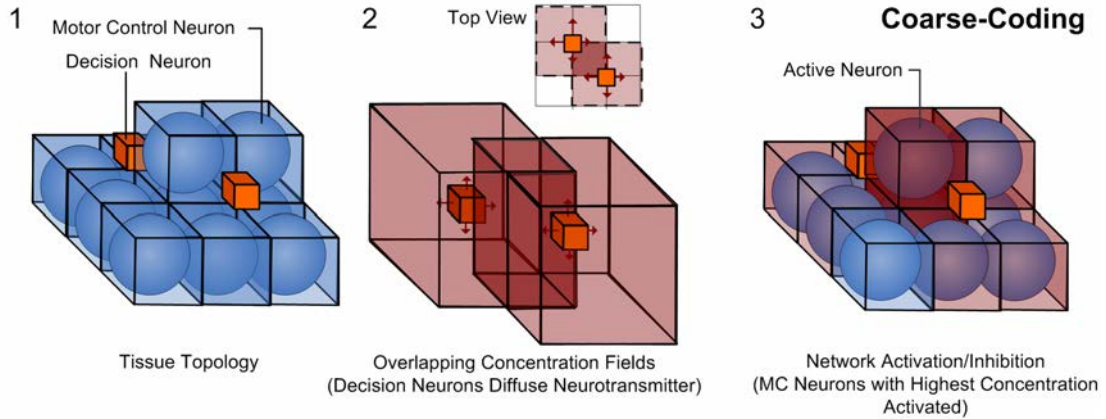 1
Motor Control Neuron
Decision Neuron
Tissue Topology
2
Top View
Overlapping Concentration Fields
(Decision Neurons Diffuse Neurotransmitter)
3
Coarse-Coding
Active Neuron
Network Activation/Inhibition
(MC Neurons with Highest Concentration
Activated)